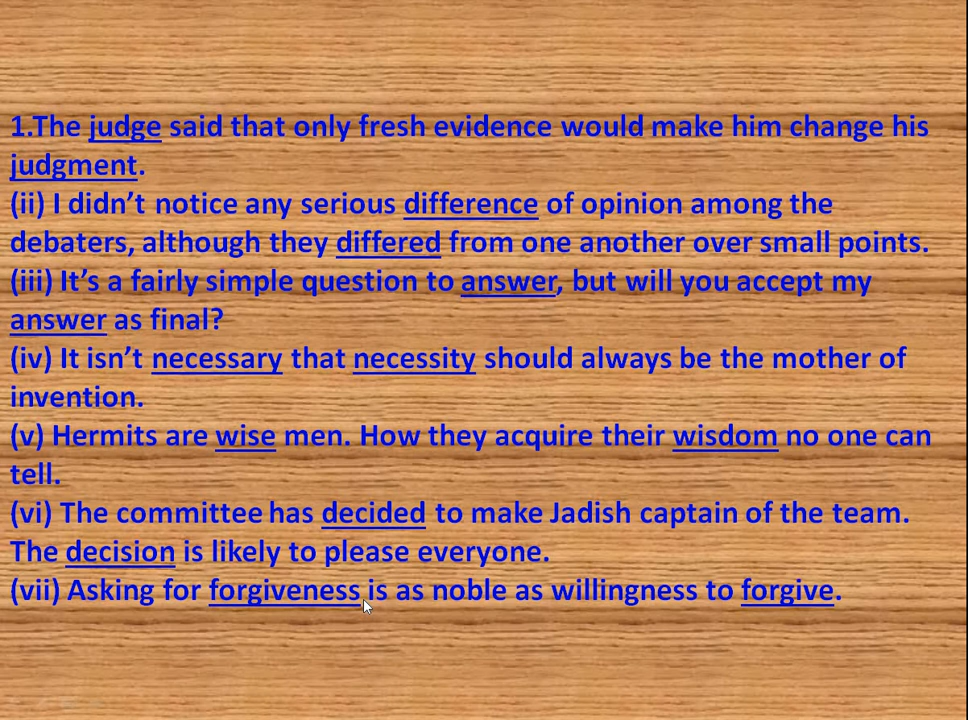 1.The judge said that only fresh evidence would make him change his
judgment.
(ii) I didn’t notice any serious difference of opinion among the
debaters, although they differed from one another over small points.
(iii) It’s a fairly simple question to answer, but will you accept my
answer as final?
(iv) It isn’t necessary that necessity should always be the mother of
invention.
(v) Hermits are wise men. How they acquire their wisdom no one can
tell.
(vi) The committee has decided to make Jadish captain of the team.
The decision is likely to please everyone.
(vii) Asking for forgiveness is as noble as willingness to forgive.